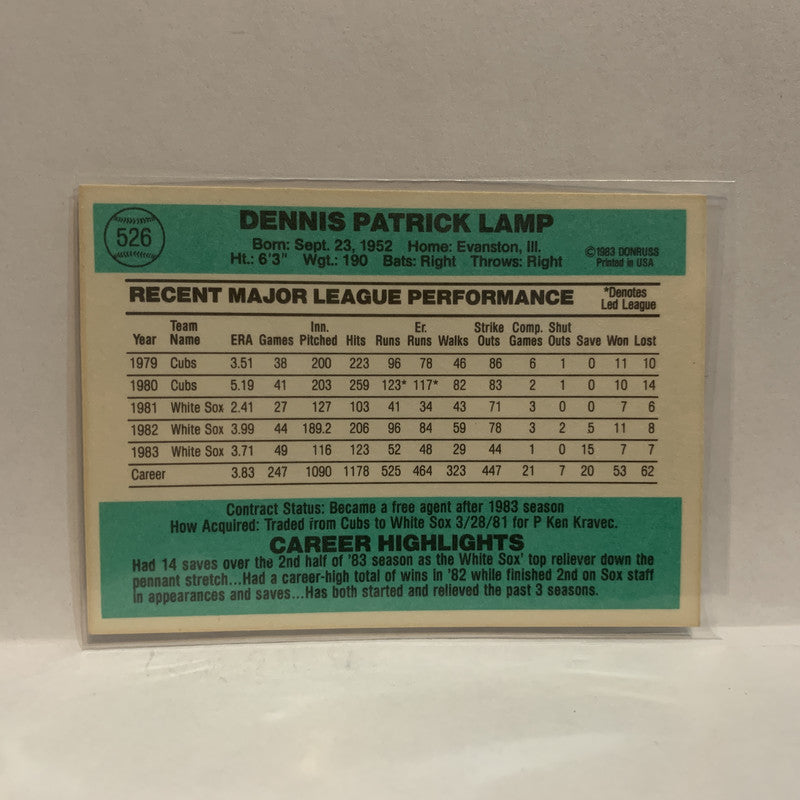 526
DENNIS PATRICK LAMP
Born: Sept. 23, 1952 Home: Evanston, Ill.
Ht.: 6'3" Wgt.: 190 Bats: Right Throws: Right
©1983 DONRUSS
Printed in USA
RECENT MAJOR LEAGUE PERFORMANCE
*Denotes
Led League
Year Team Name ERA Games Inn. Pitched Hits Runs Er. Runs Walks Strike Outs Comp. Games Shut Outs Save Won Lost
1979 Cubs 3.51 38 200 223 96 78 46 86 6 1 0 11 10
1980 Cubs 5.19 41 203 259 123* 117* 82 83 2 1 0 10 14
1981 White Sox 2.41 27 127 103 41 34 43 71 3 0 0 7 6
1982 White Sox 3.99 44 189.2 206 96 84 59 78 3 2 5 11 8
1983 White Sox 3.71 49 116 123 52 48 29 44 1 0 15 7 7
Career 3.83 247 1090 1178 525 464 323 447 21 7 20 53 62
Contract Status: Became a free agent after 1983 season
How Acquired: Traded from Cubs to White Sox 3/28/81 for P Ken Kravec.
CAREER HIGHLIGHTS
Had 14 saves over the 2nd half of '83 season as the White Sox' top reliever down the
pennant stretch...Had a career-high total of wins in '82 while finished 2nd on Sox staff
in appearances and saves...Has both started and relieved the past 3 seasons.